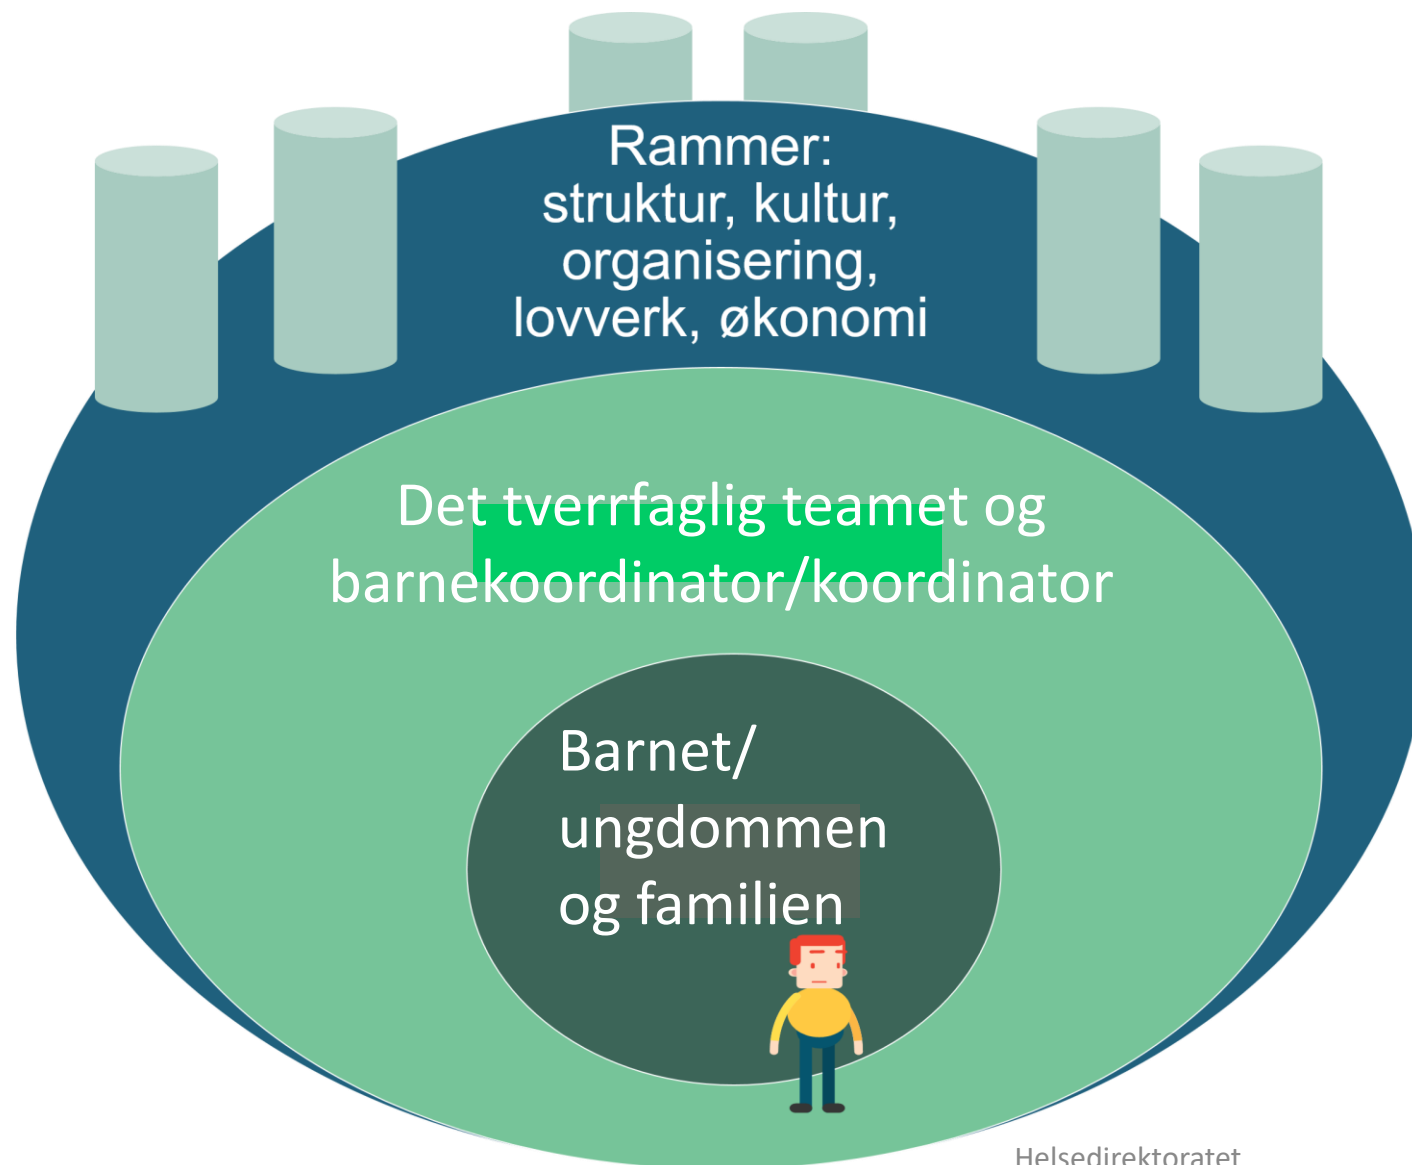 Rammer:
struktur, kultur,
organisering,
lovverk, økonomi
Det tverrfaglig teamet og
barnekoordinator/koordinator
Barnet/
ungdommen
og familien
Helsedirektoratet